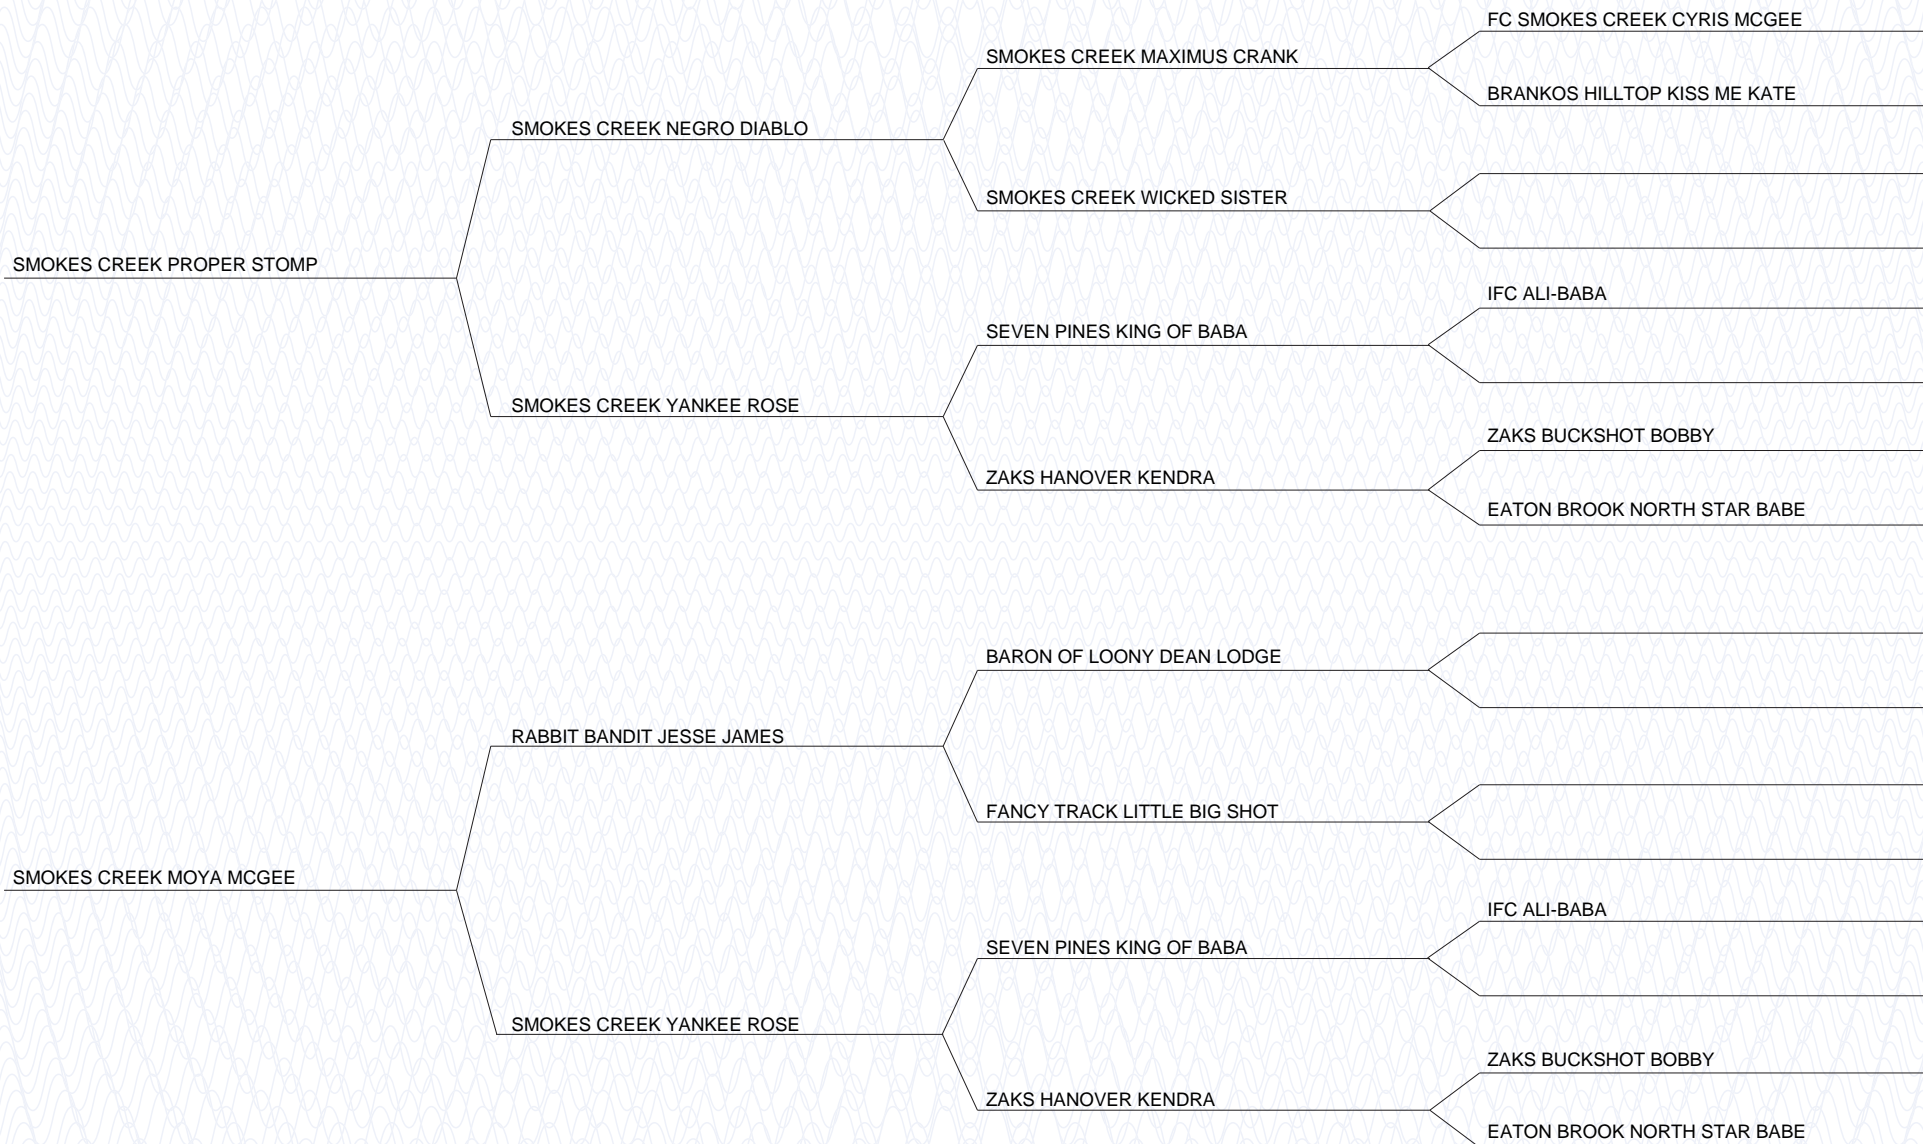 FC SMOKES CREEK CYRIS MCGEE
SMOKES CREEK MAXIMUS CRANK
BRANKOS HILLTOP KISS ME KATE
SMOKES CREEK NEGRO DIABLO
SMOKES CREEK WICKED SISTER
SMOKES CREEK PROPER STOMP
IFC ALI-BABA
SEVEN PINES KING OF BABA
SMOKES CREEK YANKEE ROSE
ZAKS BUCKSHOT BOBBY
ZAKS HANOVER KENDRA
EATON BROOK NORTH STAR BABE
BARON OF LOONY DEAN LODGE
RABBIT BANDIT JESSE JAMES
FANCY TRACK LITTLE BIG SHOT
SMOKES CREEK MOYA MCGEE
IFC ALI-BABA
SEVEN PINES KING OF BABA
SMOKES CREEK YANKEE ROSE
ZAKS BUCKSHOT BOBBY
ZAKS HANOVER KENDRA
EATON BROOK NORTH STAR BABE